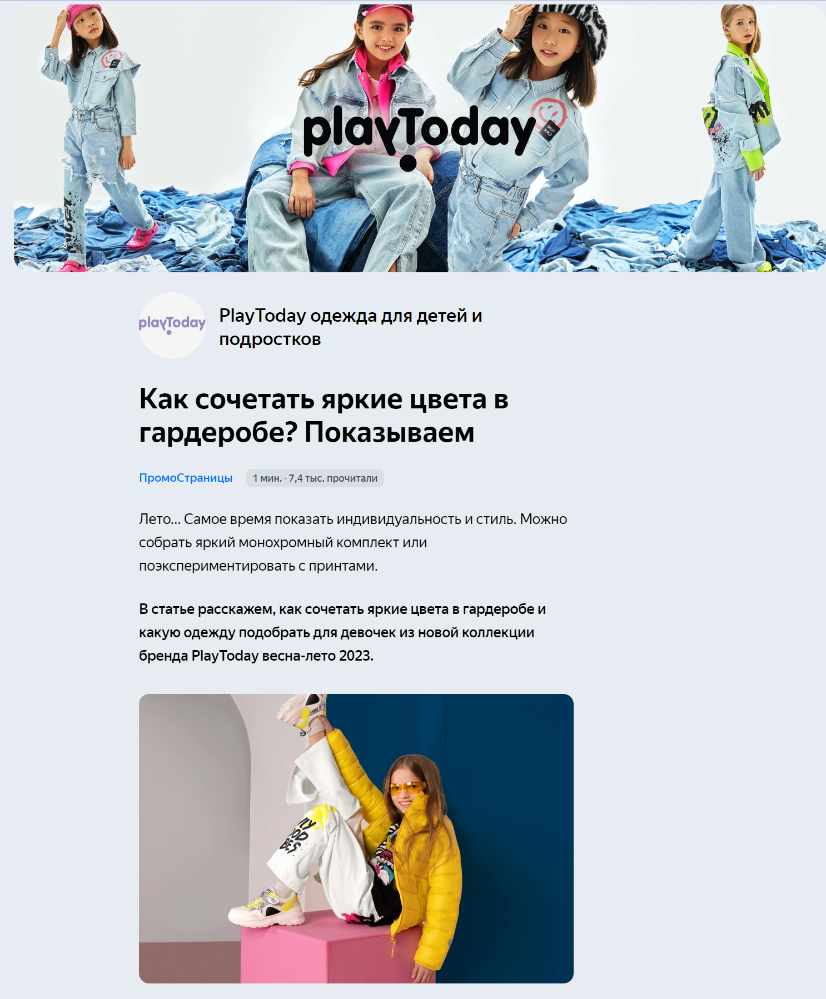 playToday
SMILEY
WORLD
playToday
PlayToday одежда для детей и
подростков
Как сочетать яркие цвета в
гардеробе? Показываем
ПромоСтраницы 1 мин. · 7,4 тыс. прочитали
Лето... Самое время показать индивидуальность и стиль. Можно
собрать яркий монохромный комплект или
поэкспериментировать с принтами.
В статье расскажем, как сочетать яркие цвета в гардеробе и
какую одежду подобрать для девочек из новой коллекции
бренда PlayToday весна-лето 2023.